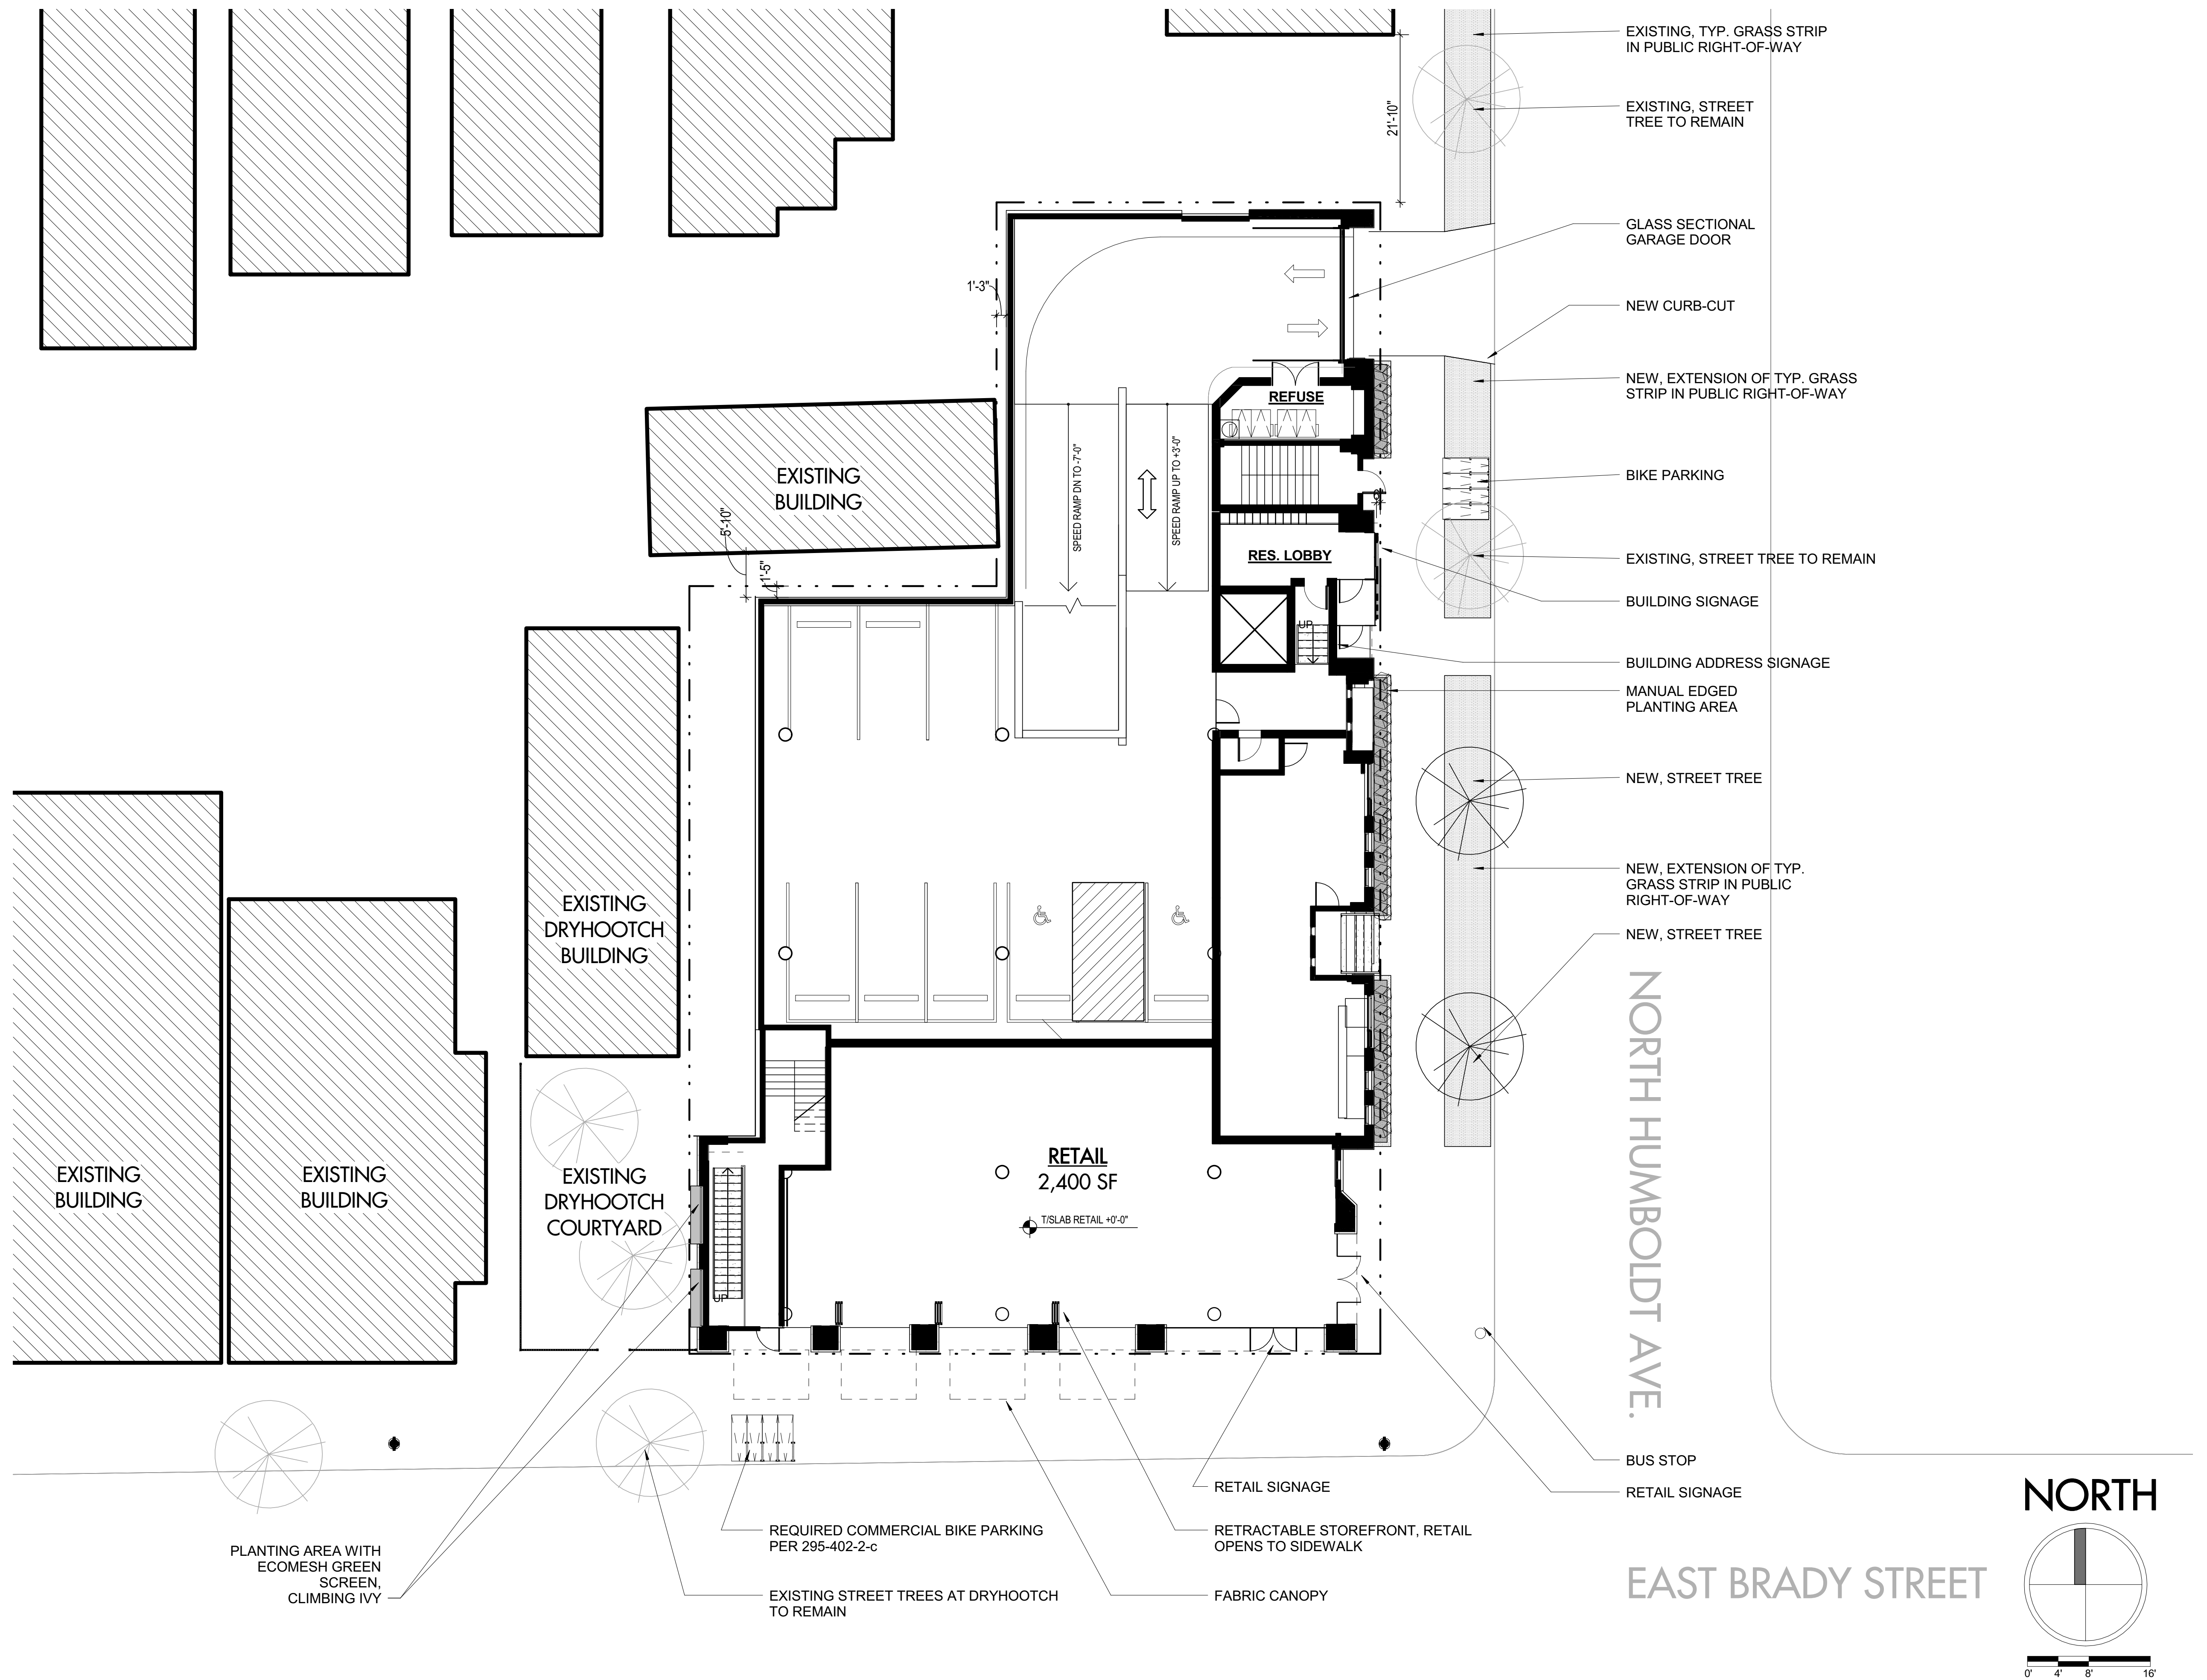 EXISTING, TYP. GRASS STRIP
IN PUBLIC RIGHT-OF-WAY
EXISTING, STREET
TREE TO REMAIN
21'-10"
GLASS SECTIONAL
GARAGE DOOR
1'-3"
NEW CURB-CUT
NEW, EXTENSION OF TYP. GRASS
STRIP IN PUBLIC RIGHT-OF-WAY
REFUSE
EXISTING
BUILDING
SPEED RAMP DN TO -7'-0"
SPEED RAMP UP TO +3'-0"
BIKE PARKING
5'-10"
1'-5"
RES. LOBBY
EXISTING, STREET TREE TO REMAIN
BUILDING SIGNAGE
UP
BUILDING ADDRESS SIGNAGE
MANUAL EDGED
PLANTING AREA
NEW, STREET TREE
NEW, EXTENSION OF TYP.
GRASS STRIP IN PUBLIC
RIGHT-OF-WAY
EXISTING
DRYHOOTCH
BUILDING
NEW, STREET TREE
NORTH HUMBOLDT AVE.
EXISTING
BUILDING
EXISTING
BUILDING
EXISTING
DRYHOOTCH
COURTYARD
RETAIL
2,400 SF
T/SLAB RETAIL +0'-0"
UP
BUS STOP
RETAIL SIGNAGE
RETAIL SIGNAGE
REQUIRED COMMERCIAL BIKE PARKING
PER 295-402-2-c
RETRACTABLE STOREFRONT, RETAIL
OPENS TO SIDEWALK
PLANTING AREA WITH
ECOMESH GREEN
SCREEN,
CLIMBING IVY
EXISTING STREET TREES AT DRYHOOTCH
TO REMAIN
FABRIC CANOPY
EAST BRADY STREET
NORTH
0' 4' 8' 16'